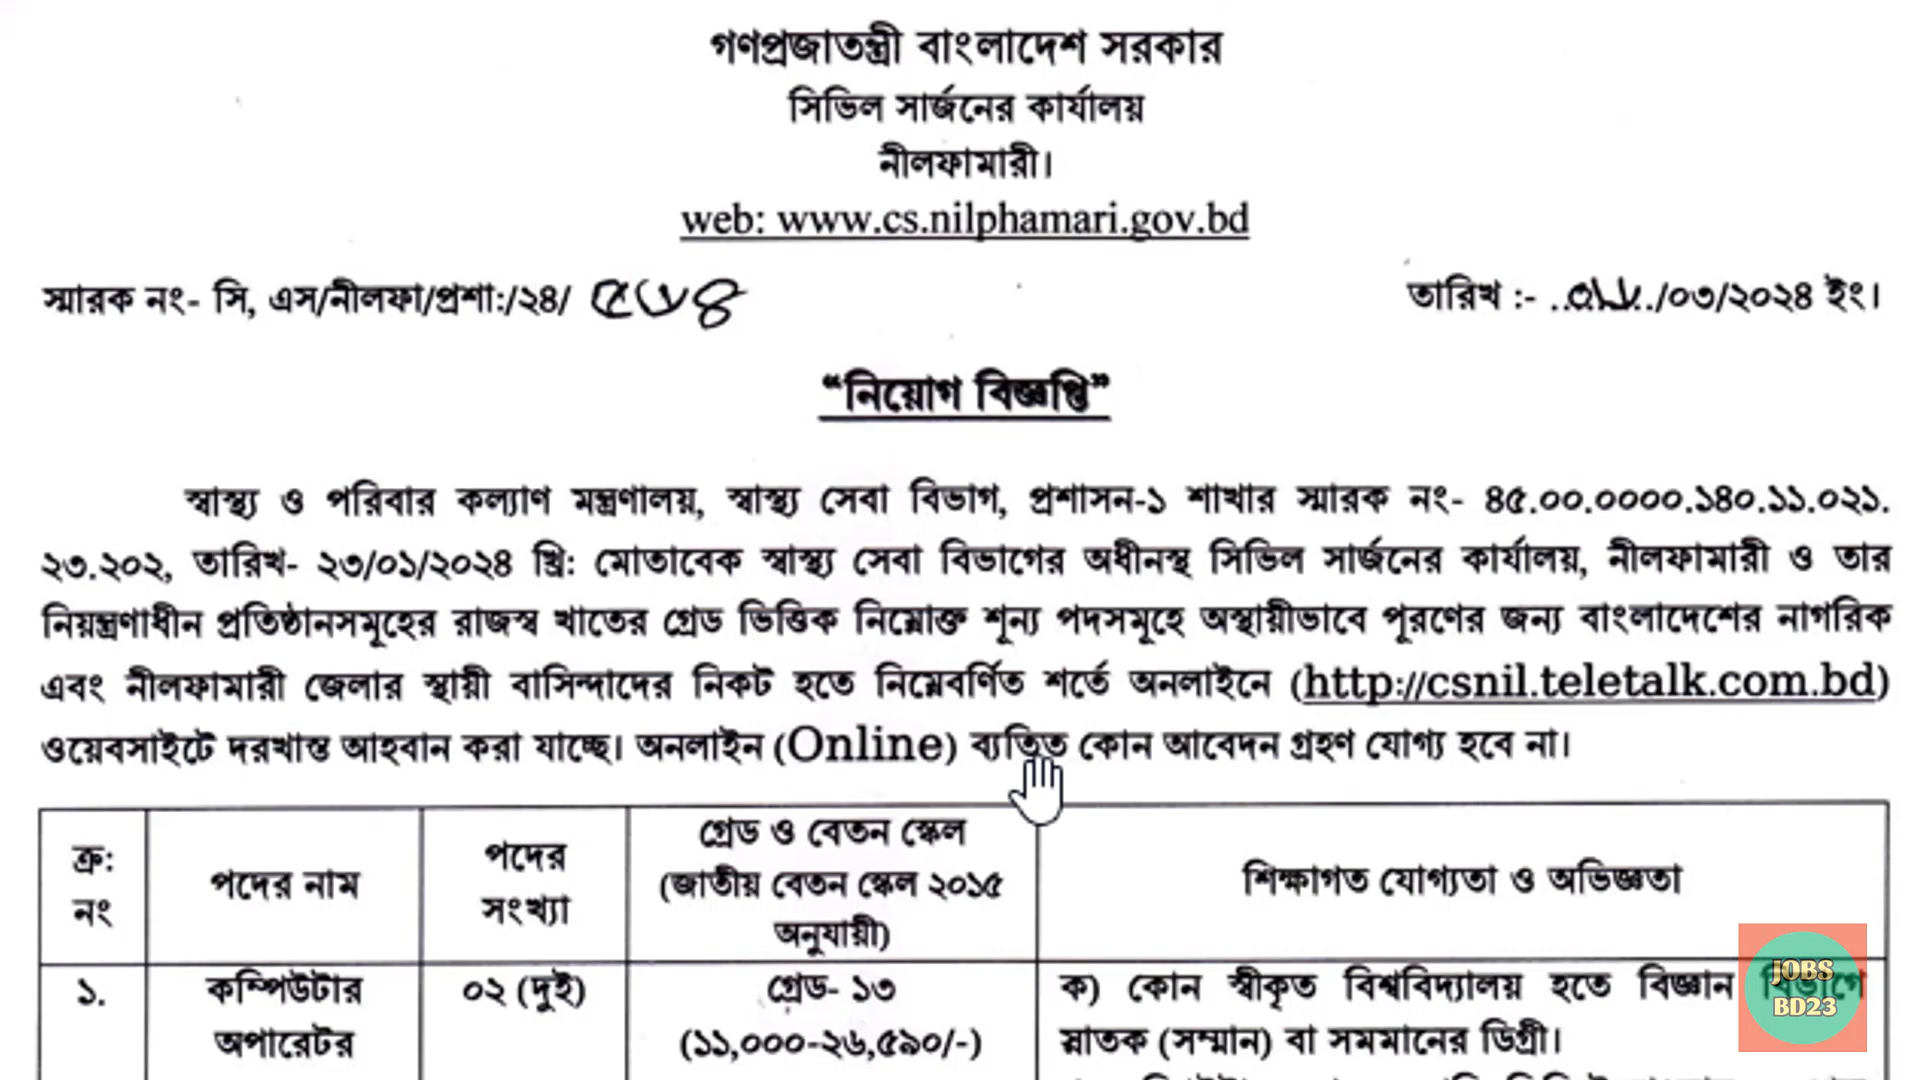 গণপ্রজাতন্ত্রী বাংলাদেশ সরকার
সিভিল সার্জনের কার্যালয়
নীলফামারী।
web: www.cs.nilphamari.gov.bd
স্মারক নং- সি, এস/নীলফা/প্রশা:/২৪/ ৫৬৪
তারিখ :- /০৩/২০২৪ ইং।
“নিয়োগ বিজ্ঞপ্তি”
স্বাস্থ্য ও পরিবার কল্যাণ মন্ত্রণালয়, স্বাস্থ্য সেবা বিভাগ, প্রশাসন-১ শাখার স্মারক নং- ৪৫.০০.০০০০.১৪০.১১.০২১.
২৩.২০২, তারিখ- ২৩/০১/২০২৪ খ্রি: মোতাবেক স্বাস্থ্য সেবা বিভাগের অধীনস্থ সিভিল সার্জনের কার্যালয়, নীলফামারী ও তার
নিয়ন্ত্রণাধীন প্রতিষ্ঠানসমূহের রাজস্ব খাতের গ্রেড ভিত্তিক নিম্নোক্ত শূন্য পদসমূহে অস্থায়ীভাবে পূরণের জন্য বাংলাদেশের নাগরিক
এবং নীলফামারী জেলার স্থায়ী বাসিন্দাদের নিকট হতে নিম্নেবর্ণিত শর্তে অনলাইনে (http://csnil.teletalk.com.bd)
ওয়েবসাইটে দরখাস্ত আহবান করা যাচ্ছে। অনলাইন (Online) ব্যতিত কোন আবেদন গ্রহণ যোগ্য হবে না।
ক্র:
নং
পদের নাম
পদের
সংখ্যা
গ্রেড ও বেতন স্কেল
(জাতীয় বেতন স্কেল ২০১৫
অনুযায়ী)
শিক্ষাগত যোগ্যতা ও অভিজ্ঞতা
১.
কম্পিউটার
অপারেটর
০২ (দুই)
গ্রেড- ১৩
(১১,০০০-২৬,৫৯০/-)
ক) কোন স্বীকৃত বিশ্ববিদ্যালয় হতে বিজ্ঞান বিভাগে
স্নাতক (সম্মান) বা সমমানের ডিগ্রী।
JOBS
BD23